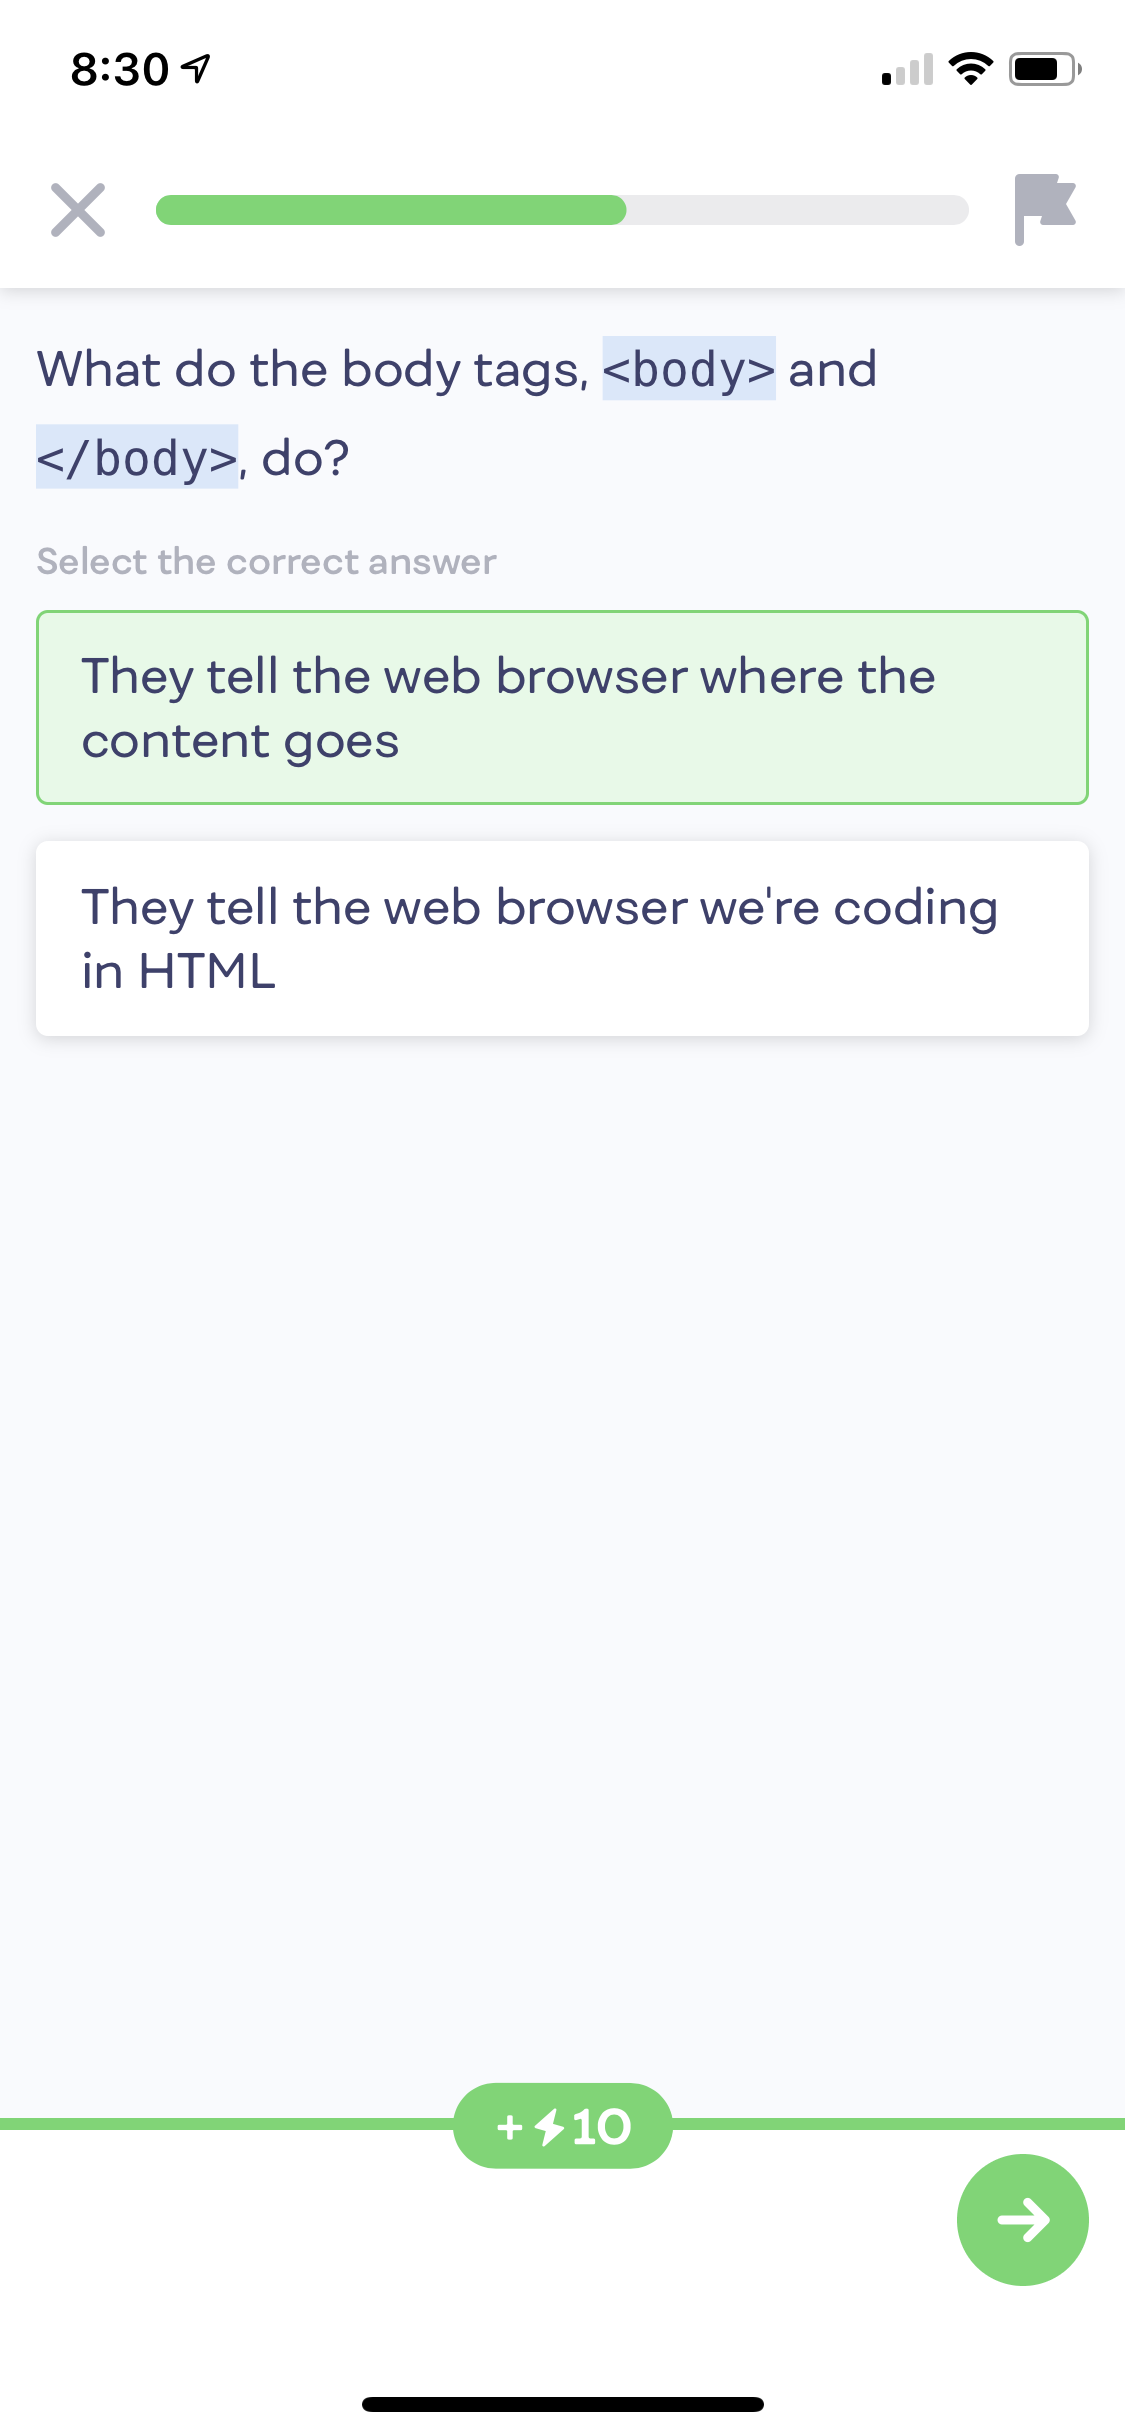 8:30
What do the body tags, <body> and
</body>, do?
Select the correct answer
They tell the web browser where the
content goes
They tell the web browser we're coding
in HTML
+ 10